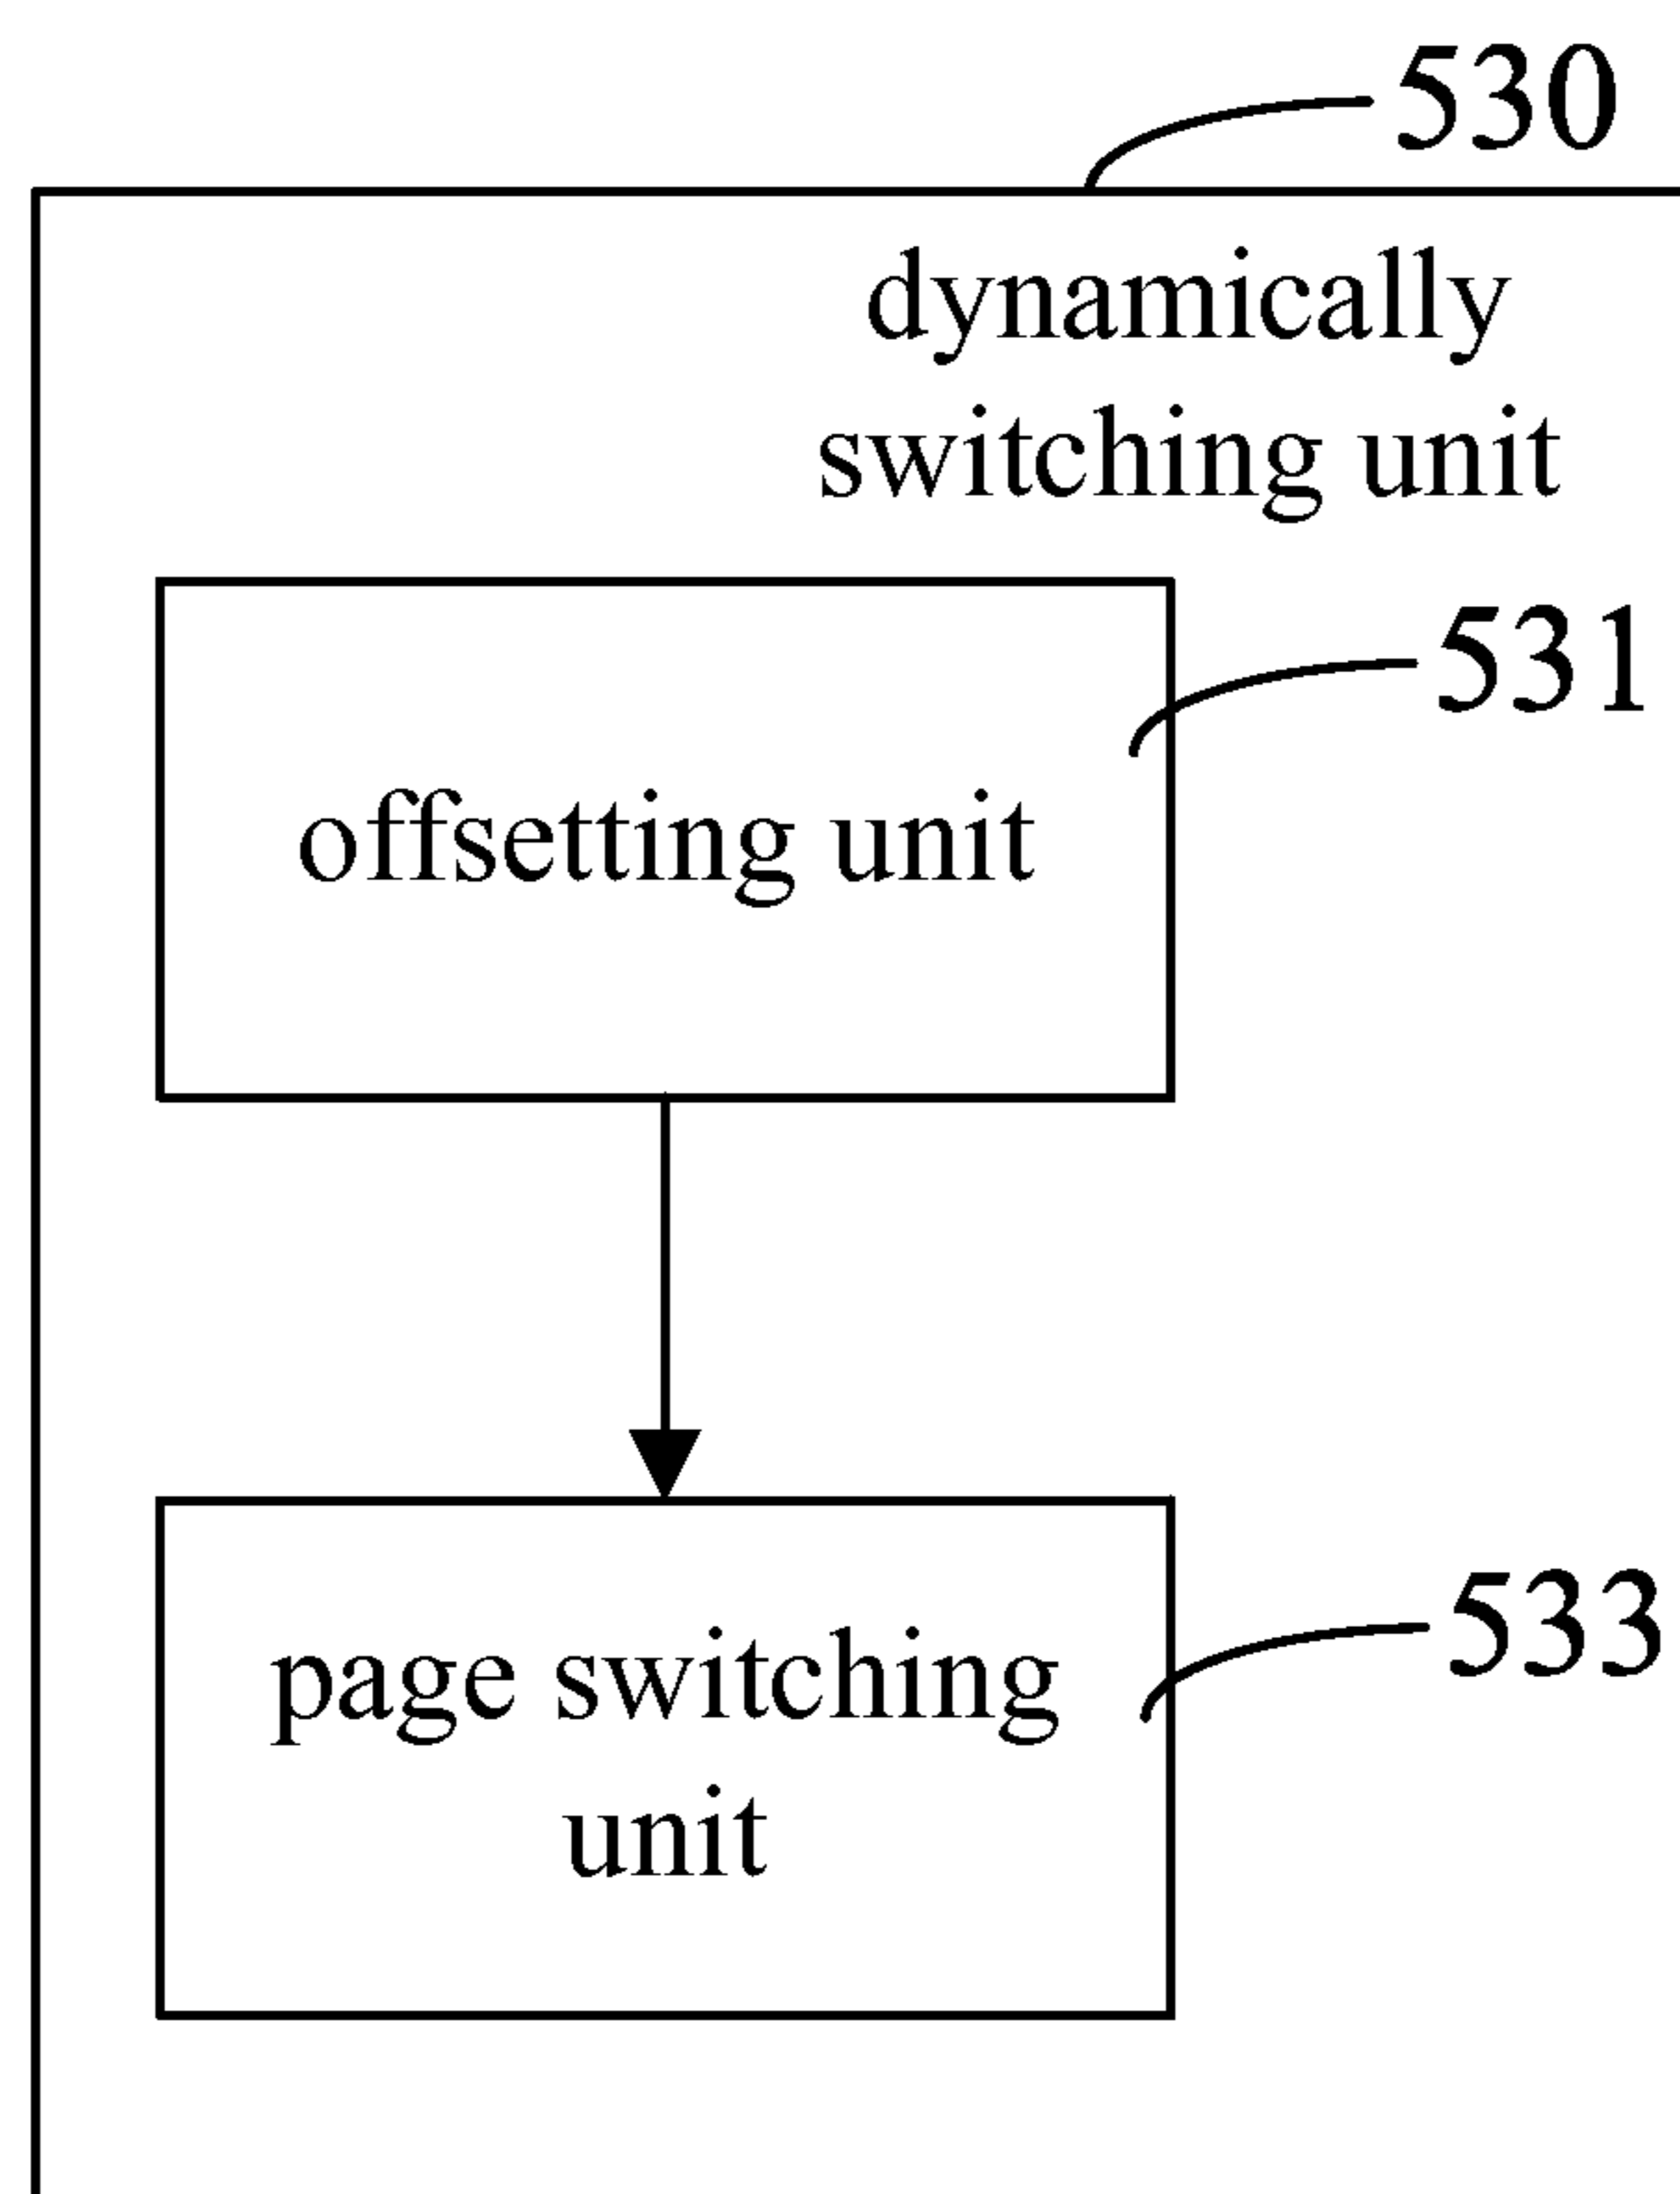 530
dynamically
switching unit
531
offsetting unit
533
page switching
unit